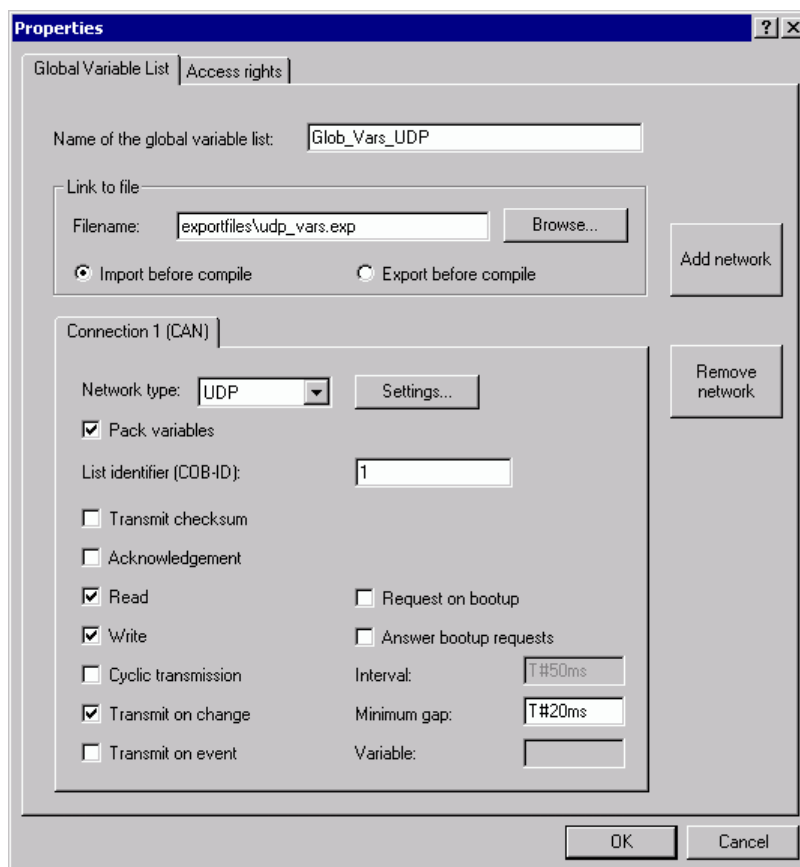 Properties
Global Variable List Access rights
Name of the global variable list: Glob_Vars_UDP
Link to file
Filename: exportfiles\udp_vars.exp Browse...
Import before compile Export before compile
Add network
Connection 1 (CAN)
Remove
network
Network type: UDP Settings...
Pack variables
List identifier (COB-ID): 1
Transmit checksum
Acknowledgement
Read Request on bootup
Write Answer bootup requests
Cyclic transmission Interval: T#50ms
Transmit on change Minimum gap: T#20ms
Transmit on event Variable:
OK Cancel